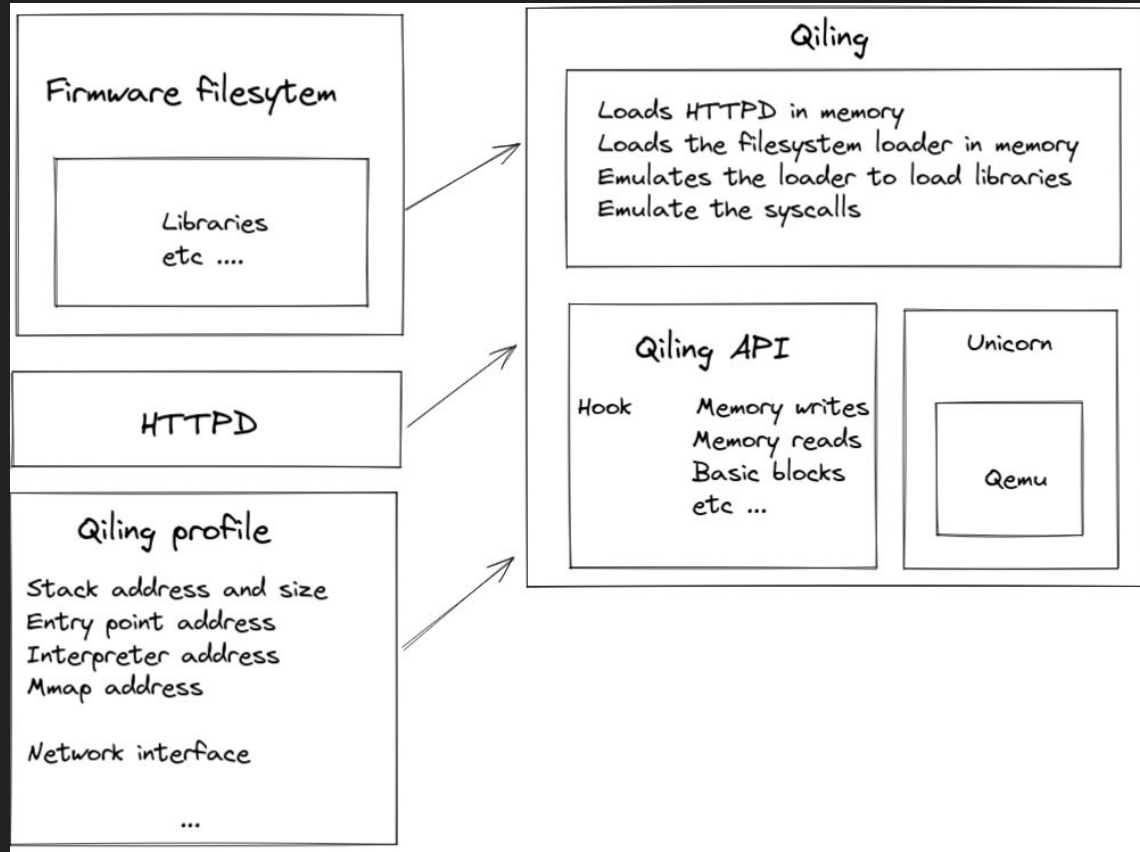 Firmware filesytem
Libraries
etc ....
HTTPD
Qiling profile
Stack address and size
Entry point address
Interpreter address
Mmap address
Network interface
...
Qiling
Loads HTTPD in memory
Loads the filesystem loader in memory
Emulates the loader to load libraries
Emulate the syscalls
Qiling API
Hook Memory writes
Memory reads
Basic blocks
etc ...
Unicorn
Qemu